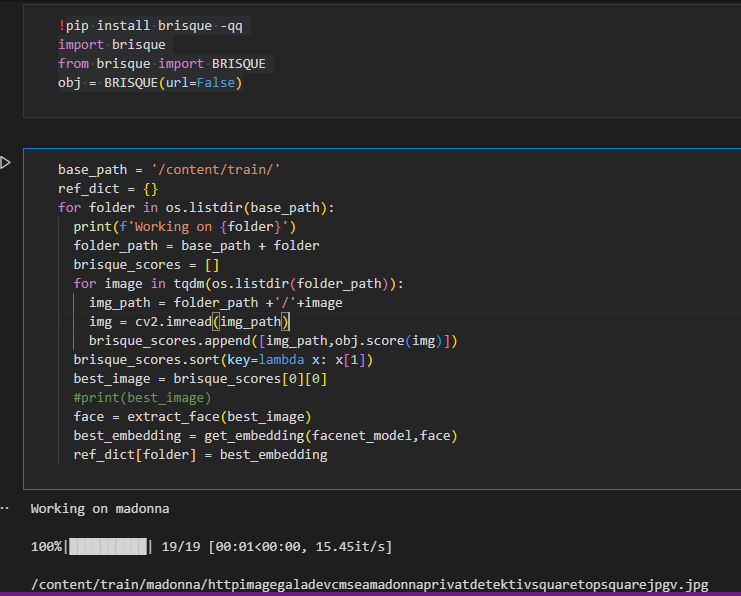 !pip install brisque -qq
import brisque
from brisque import BRISQUE
obj = BRISQUE(url=False)
base_path = '/content/train/'
ref_dict = {}
for folder in os.listdir(base_path):
print(f'Working on {folder}')
folder_path = base_path + folder
brisque_scores = []
for image in tqdm(os.listdir(folder_path)):
img_path = folder_path +'/'+image
img = cv2.imread(img_path)
brisque_scores.append([img_path,obj.score(img)])
brisque_scores.sort(key=lambda x: x[1])
best_image = brisque_scores[0][0]
#print(best_image)
face = extract_face(best_image)
best_embedding = get_embedding(facenet_model,face)
ref_dict[folder] = best_embedding
Working on madonna
100%|██████████| 19/19 [00:01<00:00, 15.45it/s]
/content/train/madonna/httpimagegaladevcmseamadonnaprivatdetektivsquaretopsquarejpgv.jpg